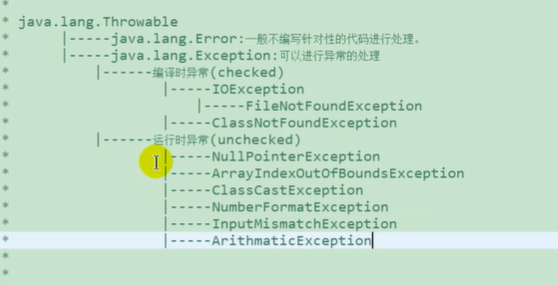 *
* java.lang.Throwable
*      |-----java.lang.Error:一般不编写针对性的代码进行处理。
*      |-----java.lang.Exception:可以进行异常的处理
*          |------编译时异常(checked)
*                  |-----IOException
*                      |-----FileNotFoundException
*                  |-----ClassNotFoundException
*          |------运行时异常(unchecked)
*                  |-----NullPointerException
*                  |-----ArrayIndexOutOfBoundsException
*                  |-----ClassCastException
*                  |-----NumberFormatException
*                  |-----InputMismatchException
*                  |-----ArithmaticException
*
*